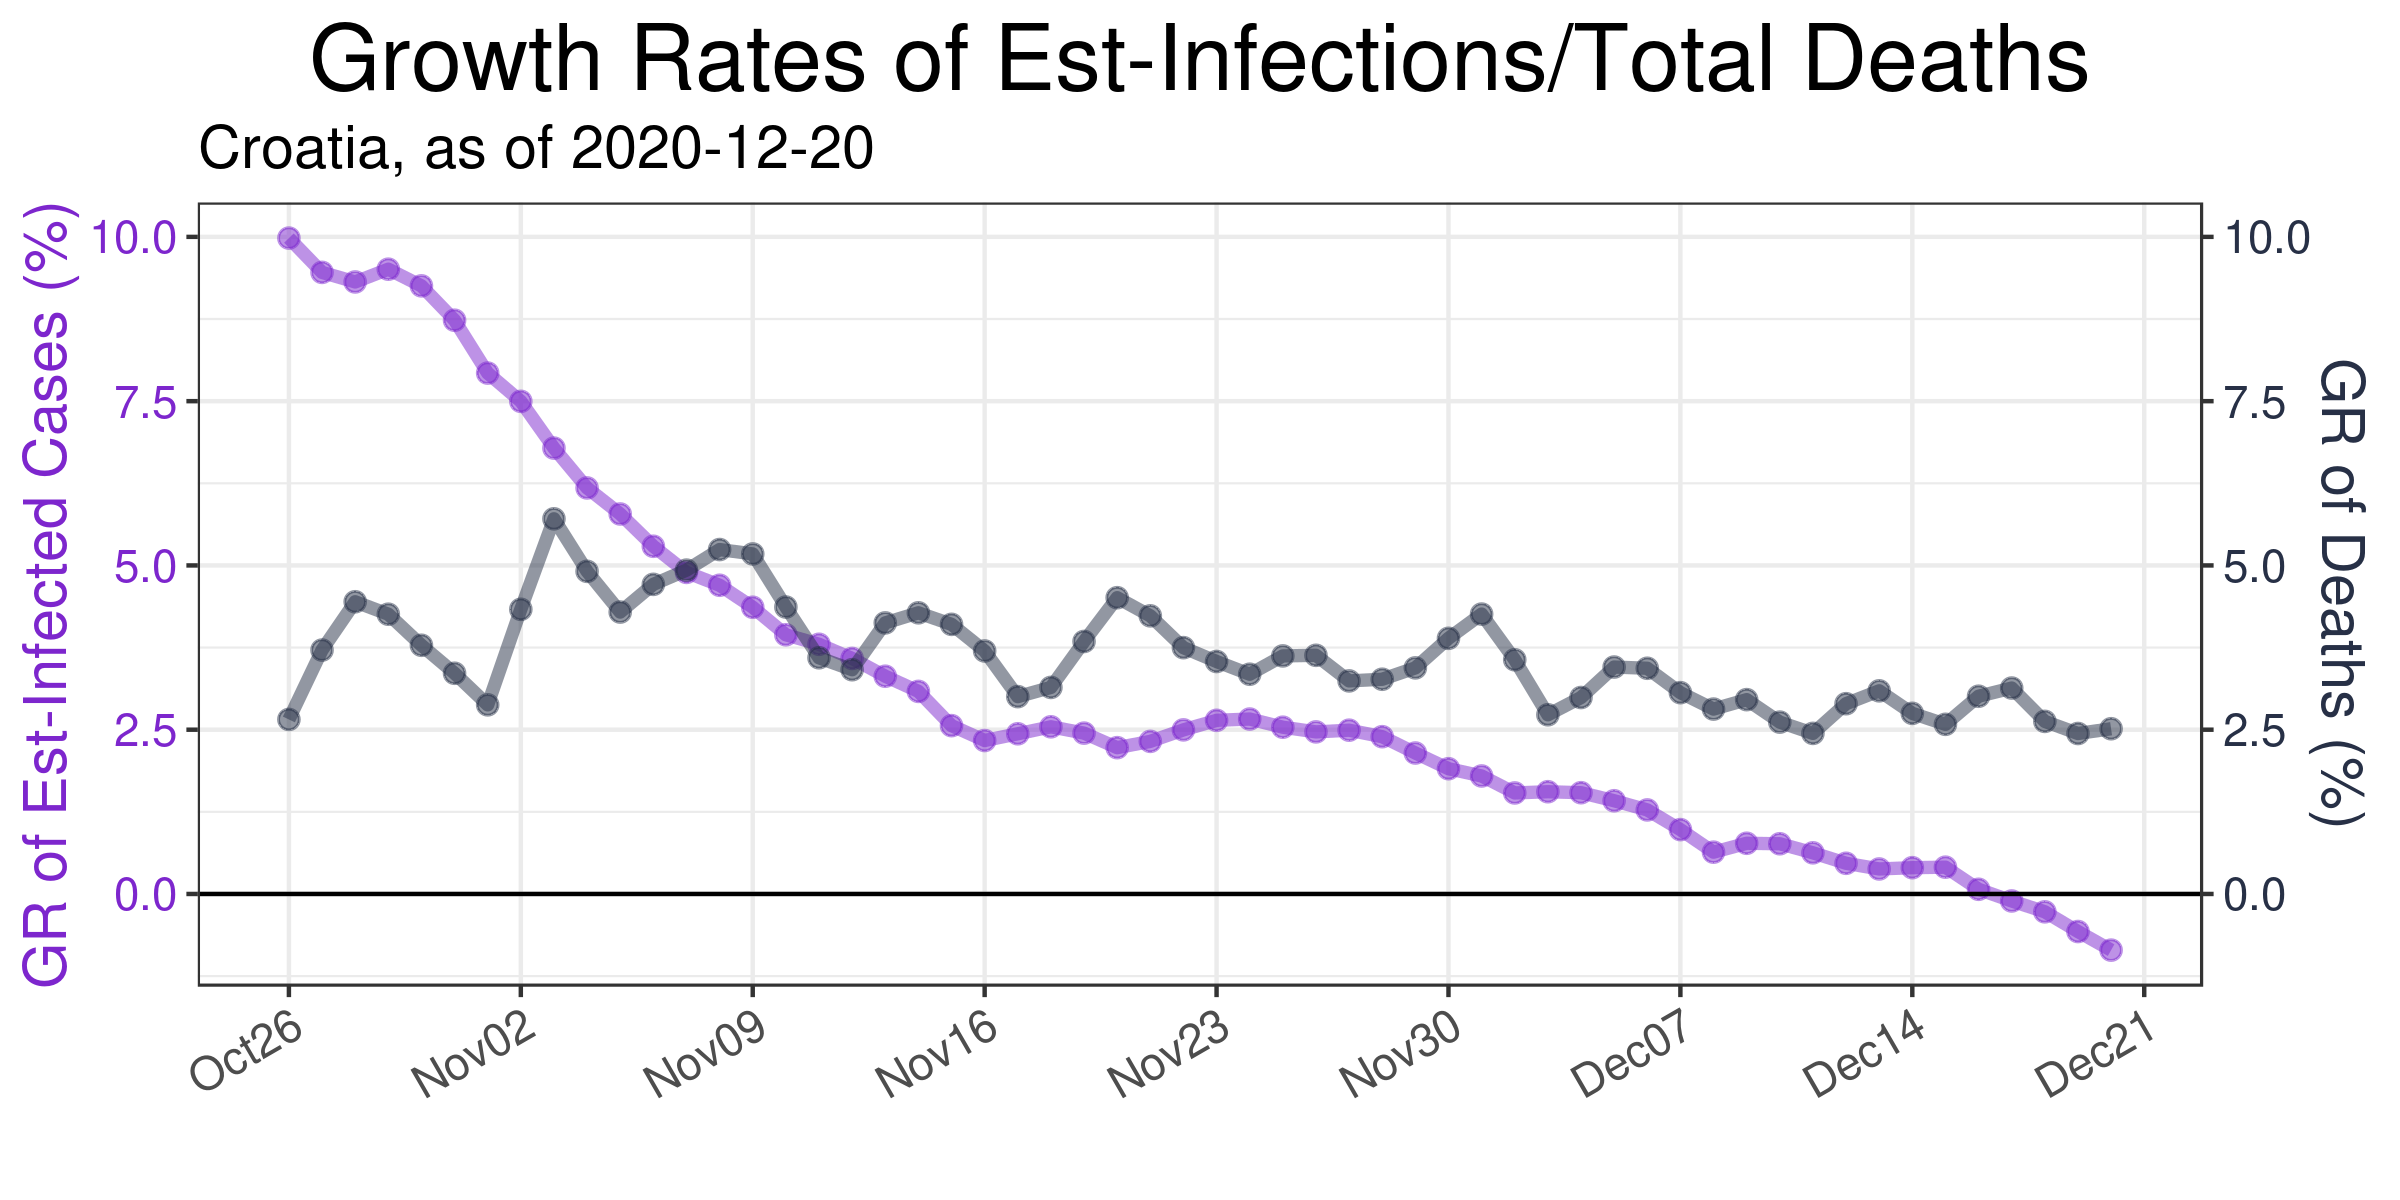 Growth Rates of Est-Infections/Total Deaths
Croatia, as of 2020-12-20
GR of Est-Infected Cases (%)
10.0
7.5
5.0
2.5
0.0
10.0
7.5
5.0
2.5
0.0
GR of Deaths (%)
Oct26
Nov02
Nov09
Nov16
Nov23
Nov30
Dec07
Dec14
Dec21